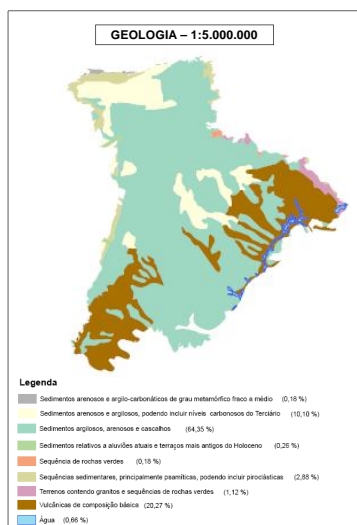 GEOLOGIA – 1:5.000.000
Legenda
Sedimentos arenosos e argilo-carbonáticos de grau metamórfico fraco a médio (0,18 %)
Sedimentos arenosos e argilosos, podendo incluir níveis carbonosos do Terciário (10,10 %)
Sedimentos argilosos, arenosos e cascalhos (64,35 %)
Sedimentos relativos a aluviões atuais e terraços mais antigos do Holoceno (0,26 %)
Sequência de rochas verdes (0,18 %)
Sequências sedimentares, principalmente psamíticas, podendo incluir piroclásticas (2,88 %)
Terrenos contendo granitos e sequências de rochas verdes (1,12 %)
Vulcânicas de composição básica (20,27 %)
Água (0,66 %)